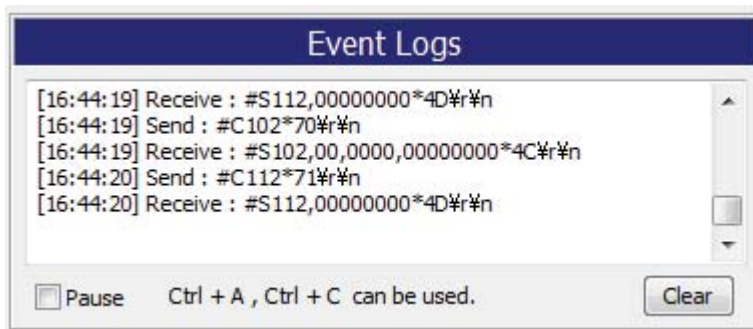 Event Logs
[16:44:19] Receive : #S112,00000000*4D¥r¥n
[16:44:19] Send : #C102*70¥r¥n
[16:44:19] Receive : #S102,00,0000,00000000*4C¥r¥n
[16:44:20] Send : #C112*71¥r¥n
[16:44:20] Receive : #S112,00000000*4D¥r¥n
Pause Ctrl + A , Ctrl + C can be used. Clear